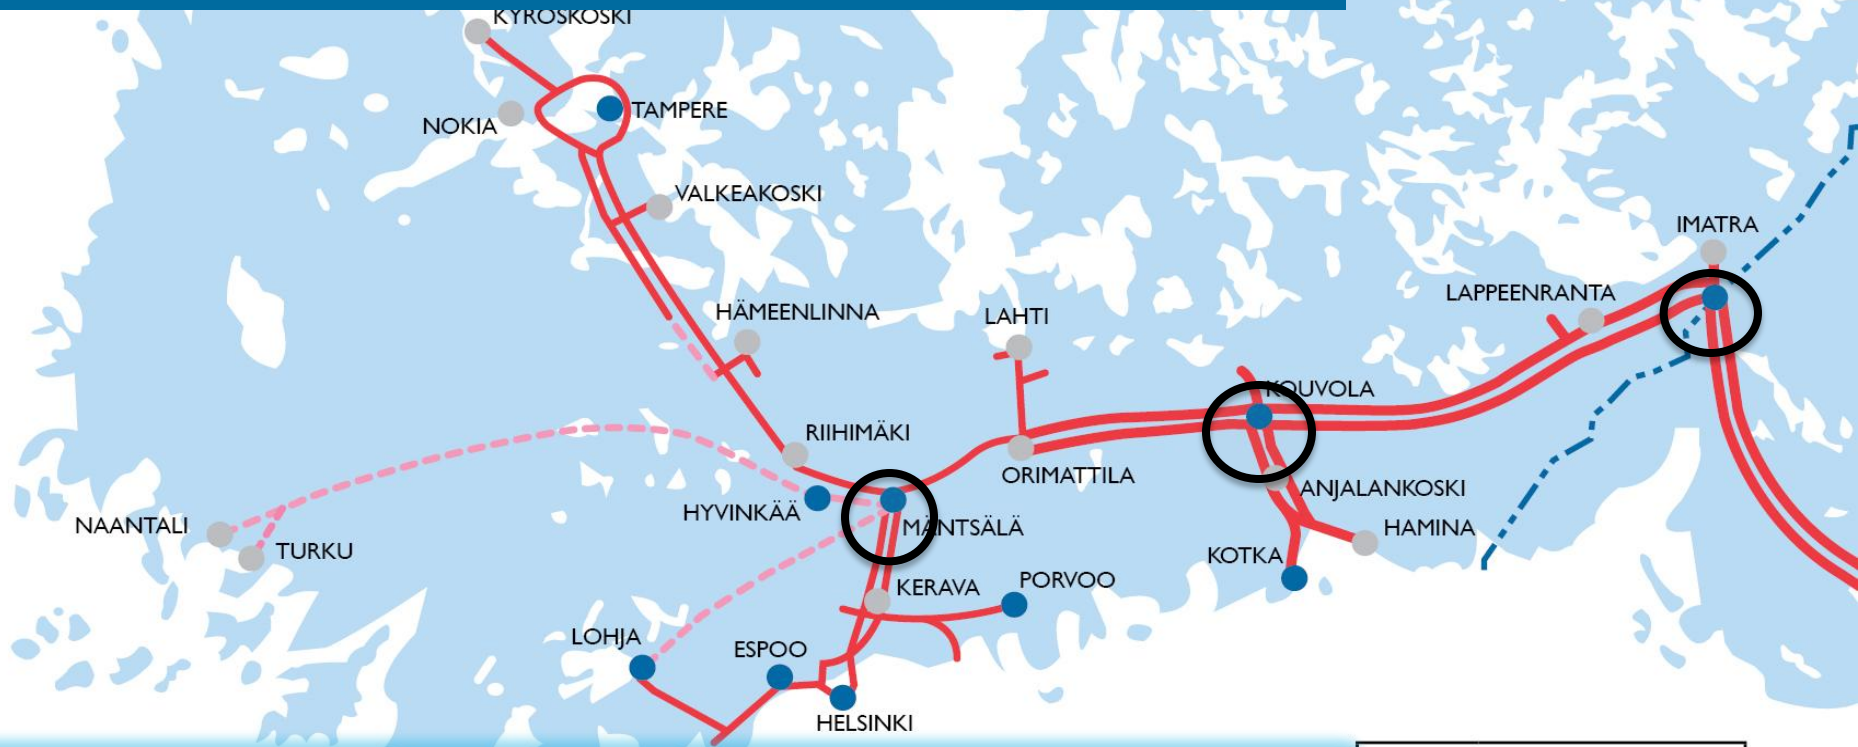 KYRÖSKOSKI
TAMPERE
NOKIA
VALKEAKOSKI
IMATRA
LAPPEENRANTA
HÄMEENLINNA
LAHTI
KOUVOLA
RIIHIMÄKI
ORIMATTILA
ANJALANKOSKI
HYVINKÄÄ
MÄNTSÄLÄ
NAANTALI
HAMINA
TURKU
KOTKA
KERAVA
PORVOO
LOHJA
ESPOO
HELSINKI